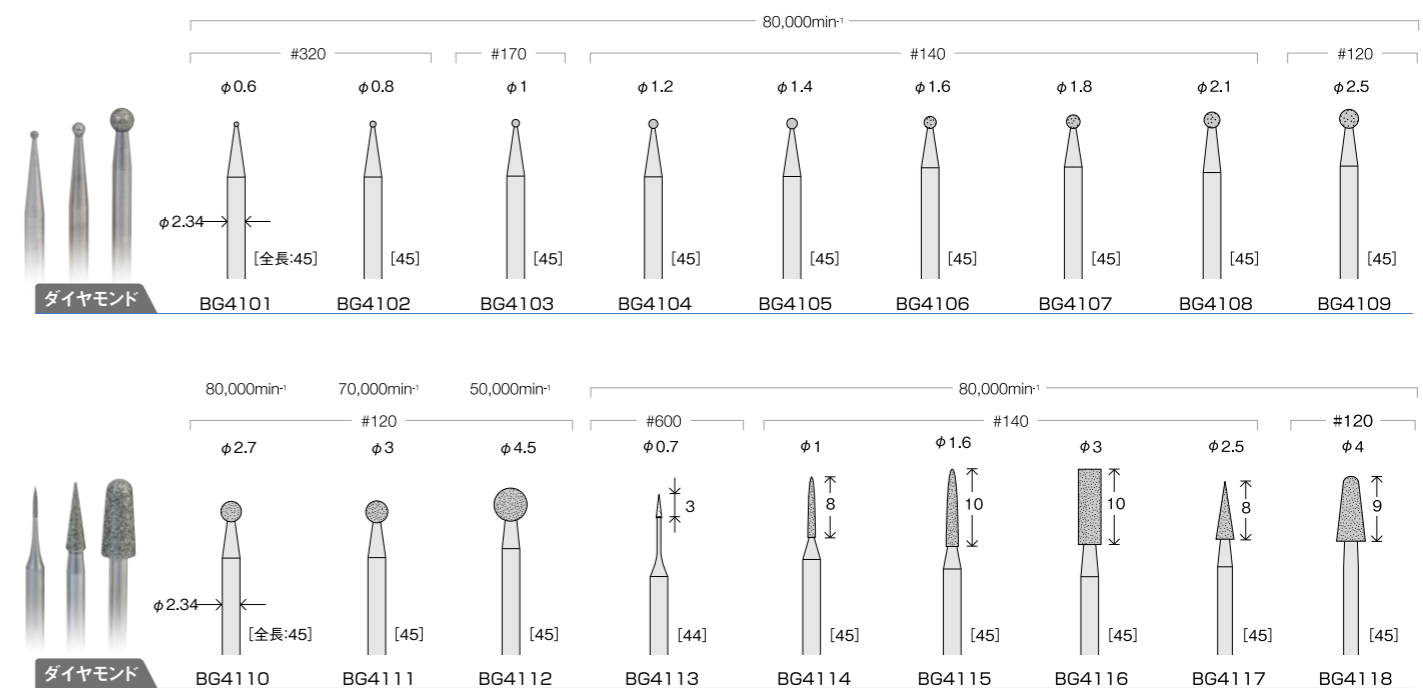 80,000min-1
#320 #170 #140 #120
φ0.6 φ0.8 φ1 φ1.2 φ1.4 φ1.6 φ1.8 φ2.1 φ2.5
φ2.34
[全長:45] [45] [45] [45] [45] [45] [45] [45] [45]
ダイヤモンド BG4101 BG4102 BG4103 BG4104 BG4105 BG4106 BG4107 BG4108 BG4109
80,000min-1 70,000min-1 50,000min-1 80,000min-1
#120 #600 #140 #120
φ2.7 φ3 φ4.5 φ0.7 φ1 φ1.6 φ3 φ2.5 φ4
3 8 10 10 8 9
φ2.34
[全長:45] [45] [45] [44] [45] [45] [45] [45] [45]
ダイヤモンド BG4110 BG4111 BG4112 BG4113 BG4114 BG4115 BG4116 BG4117 BG4118